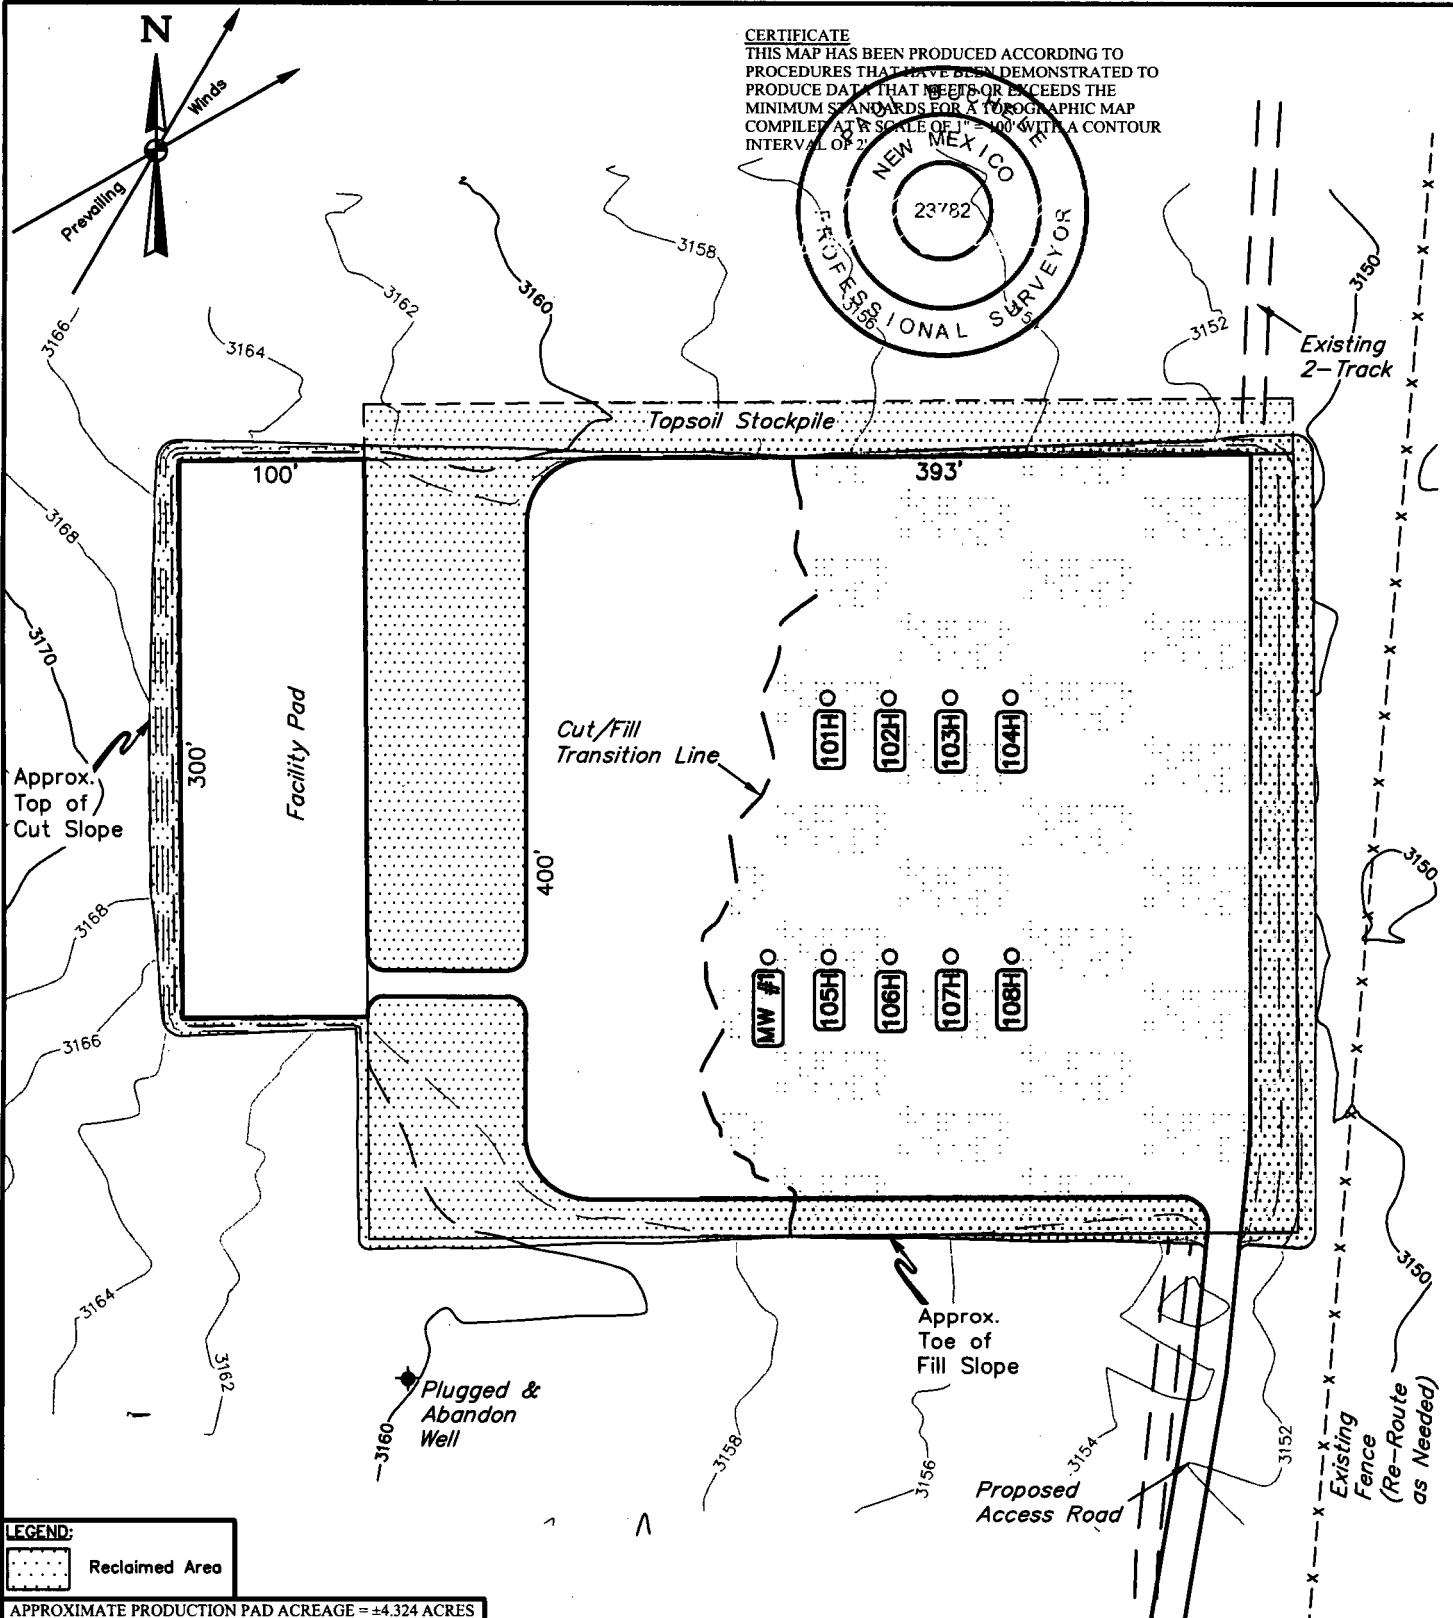 N
Winds
Prevailing
CERTIFICATE
THIS MAP HAS BEEN PRODUCED ACCORDING TO
PROCEDURES THAT HAVE BEEN DEMONSTRATED TO
PRODUCE DATA THAT MEETS OR EXCEEDS THE
MINIMUM STANDARDS FOR A TOPOGRAPHIC MAP
COMPILED AT A SCALE OF 1" = 100' WITH A CONTOUR
INTERVAL OF 2'
PAUL BUCHELE
NEW MEXICO
23782
PROFESSIONAL SURVEYOR
3158
3150
3162
3160
3156
3152
3166
3164
Existing
2-Track
Topsoil Stockpile
100'
393'
3168
3170
Facility Pad
300'
Cut/Fill
Transition Line
101H
102H
103H
104H
Approx.
Top of
Cut Slope
400'
3150
3168
MW #1
105H
106H
107H
108H
3166
3164
3162
3150
Approx.
Toe of
Fill Slope
Plugged &
Abandon
Well
3160
3158
3156
3154
3152
Proposed
Access Road
Existing
Fence
(Re-Route
as Needed)
LEGEND:
Reclaimed Area
APPROXIMATE PRODUCTION PAD ACREAGE = ±4.324 ACRES